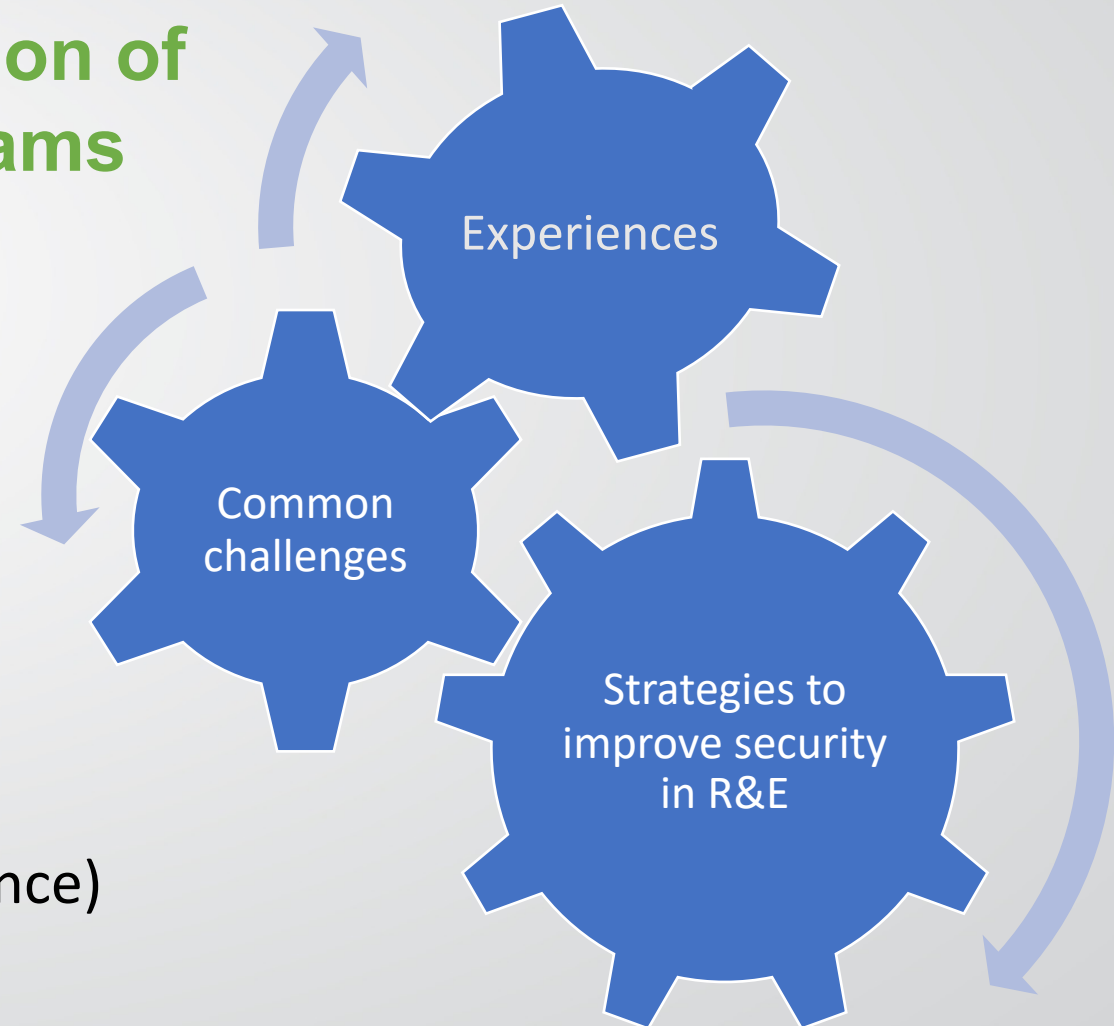 on of
ams
Experiences
Common
challenges
Strategies to
improve security
in R&E
nce)